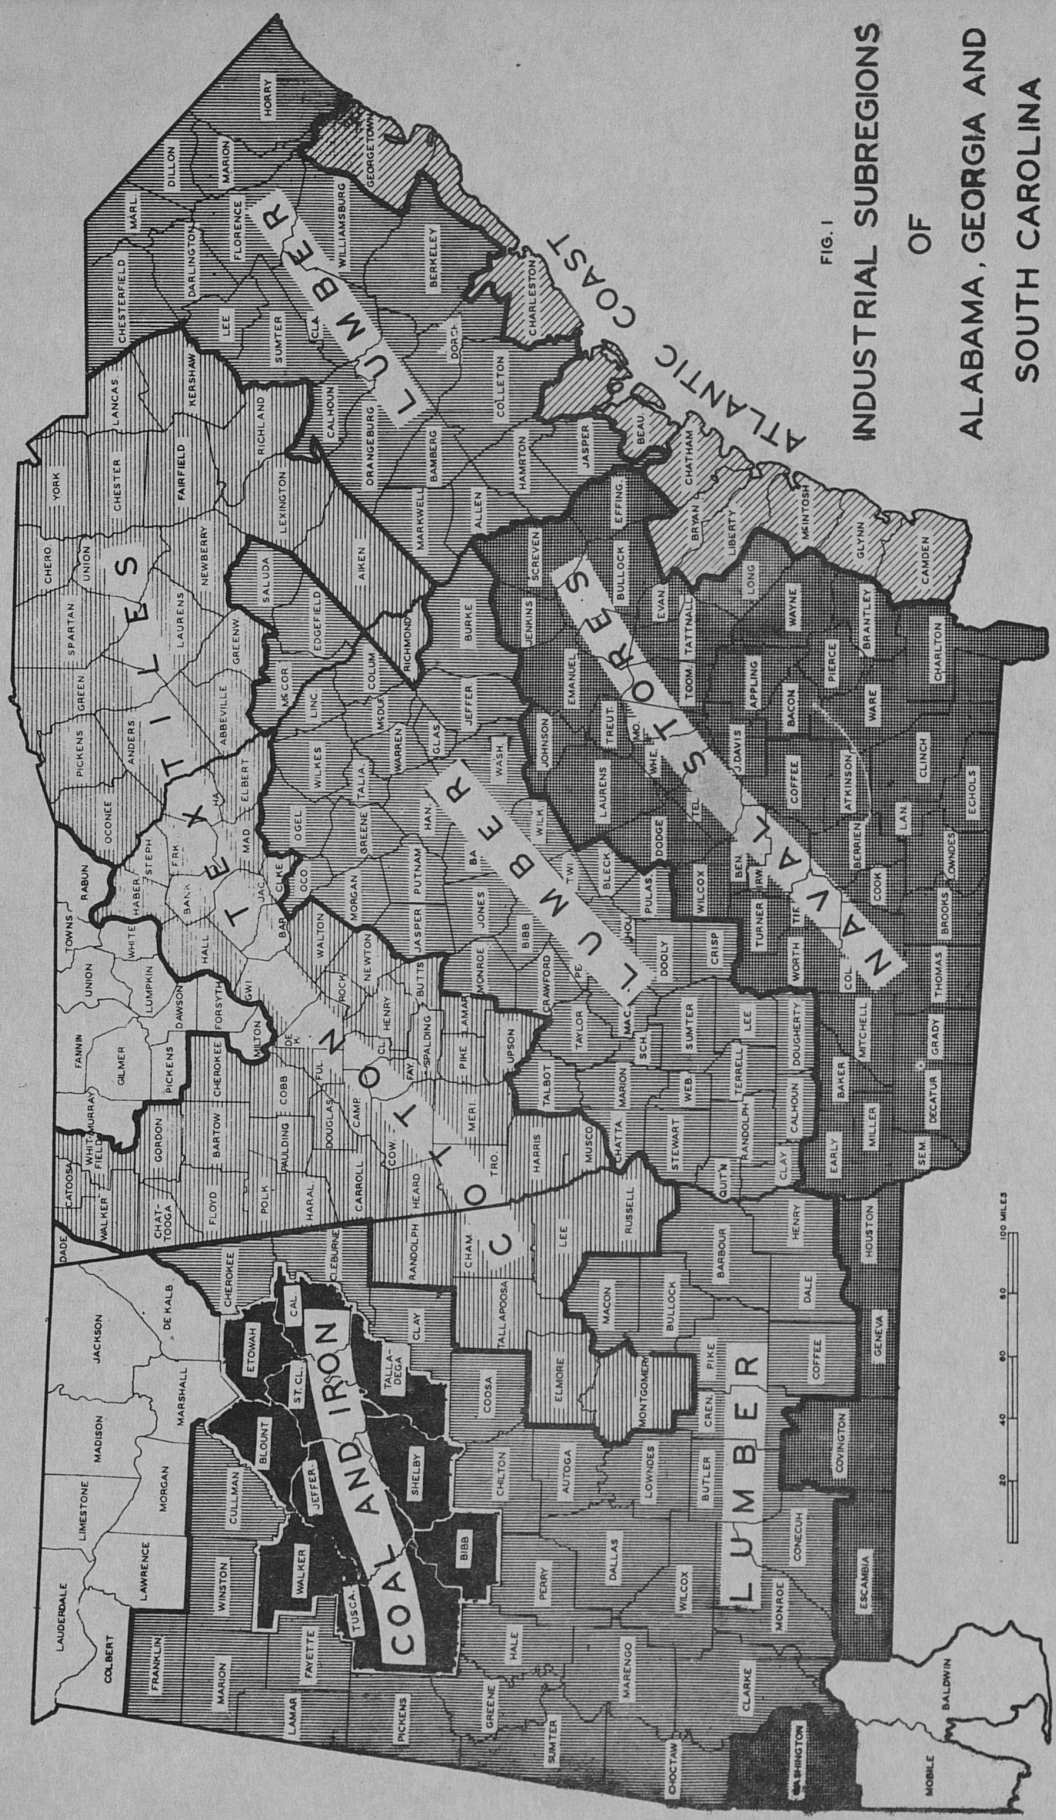 FIG. I
INDUSTRIAL SUBREGIONS
OF
ALABAMA, GEORGIA AND
SOUTH CAROLINA
COTTON TEXTILES
LUMBER
LUMBER
LUMBER
NAVAL STORES
COAL AND IRON
ATLANTIC COAST
LAUDERDALE
COLBERT
LIMESTONE
LAWRENCE
MADISON
MORGAN
JACKSON
MARSHALL
DE KALB
FRANKLIN
WINSTON
CULLMAN
MARION
LAMAR
FAYETTE
WALKER
BLOUNT
ETOWAH
CHEROKEE
CAL.
CLEBURNE
ST. CL.
JEFFER.
TUSCA.
PICKENS
SHELBY
TALLA-
DEGA
CLAY
RANDOLPH
BIBB
GREENE
HALE
PERRY
CHILTON
COOSA
TALLAPOOSA
CHAM.
SUMTER
MARENGO
DALLAS
AUTOGA
ELMORE
LEE
MACON
RUSSELL
MONTGOMERY
LOWNDES
BULLOCK
CHOCTAW
CLARKE
WILCOX
BUTLER
CREN.
PIKE
BARBOUR
MONROE
CONECUH
COFFEE
DALE
HENRY
WASHINGTON
ESCAMBIA
COVINGTON
GENEVA
HOUSTON
MOBILE
BALDWIN
DADE
WALKER
CATOOSA
WHIT-
FIELD
MURRAY
FANNIN
GILMER
UNION
TOWNS
RABUN
WHITE
HABER
STEPH
LUMPKIN
DAWSON
PICKENS
GORDON
CHAT-
TOOGA
FLOYD
BARTOW
CHEROKEE
FORSYTH
HALL
BANK
FRK.
HA
MAD
ELBERT
JAC
CLKE
OCO
OGEL
WILKES
LINC.
POLK
PAULDING
COBB
MILTON
GWI
BAR
HARAL.
DOUGLAS
FUL
DE
K.
WALTON
MORGAN
GREENE
TALIA.
CARROLL
CAMP.
CL
ROCK
NEWTON
HENRY
FAY
COW.
HEARD
SPALDING
BUTTS
JASPER
PUTNAM
HAN.
WARREN
GLAS
MCDUF
COLUM
RICHMOND
TRO.
MERI.
PIKE
LAMAR
MONROE
JONES
BA
WASH.
JEFFER.
BURKE
HARRIS
TALBOT
UPSON
CRAWFORD
BIBB
TWI
WILK
JOHNSON
EMANUEL
JENKINS
SCREVEN
MUSCO
CHATTA.
MARION
TAYLOR
PE
HOU
BLECK
LAURENS
TREUT.
BULLOCK
EFFING.
STEWART
WEB.
SCH.
MAC.
SUMTER
DOOLY
PULAS.
DODGE
WHE.
MO.
TOOM.
TATTNALL
EVAN.
BRYAN
CHATHAM
QUIT'N
RANDOLPH
TERRELL
LEE
CRISP
WILCOX
TEL
J.DAVIS
APPLING
LONG
LIBERTY
MCINTOSH
CLAY
CALHOUN
DOUGHERTY
WORTH
TURNER
BEN.
IRW.
TIF
COFFEE
BACON
WAYNE
PIERCE
BRANTLEY
GLYNN
CAMDEN
EARLY
BAKER
MITCHELL
COL.
COOK
BERRIEN
ATKINSON
WARE
CHARLTON
MILLER
SEM.
DECATUR
GRADY
THOMAS
BROOKS
LOWNDES
LAN.
CLINCH
ECHOLS
OCONEE
PICKENS
GREEN
SPARTAN
CHERO.
YORK
ANDERS
UNION
CHESTER
LANCAS
ABBEVILLE
LAURENS
GREENW.
NEWBERRY
FAIRFIELD
KERSHAW
MCCOR
SALUDA
EDGEFIELD
AIKEN
LEXINGTON
RICHLAND
CALHOUN
CHESTERFIELD
MARL.
DARLINGTON
DILLON
FLORENCE
MARION
HORRY
LEE
SUMTER
CLA
WILLIAMSBURG
GEORGETOWN
ORANGEBURG
BAMBERG
MARKWELL
ALLEN
HAMRTON
COLLETON
DORCH
BERKELEY
CHARLESTON
JASPER
BEAU.
20
40
60
80
100 MILES